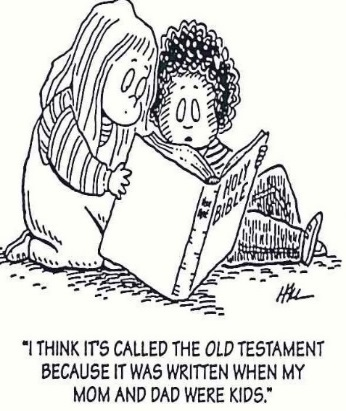 HOLY
BIBLE
HILL
"I THINK IT'S CALLED THE OLD TESTAMENT
BECAUSE IT WAS WRITTEN WHEN MY
MOM AND DAD WERE KIDS."